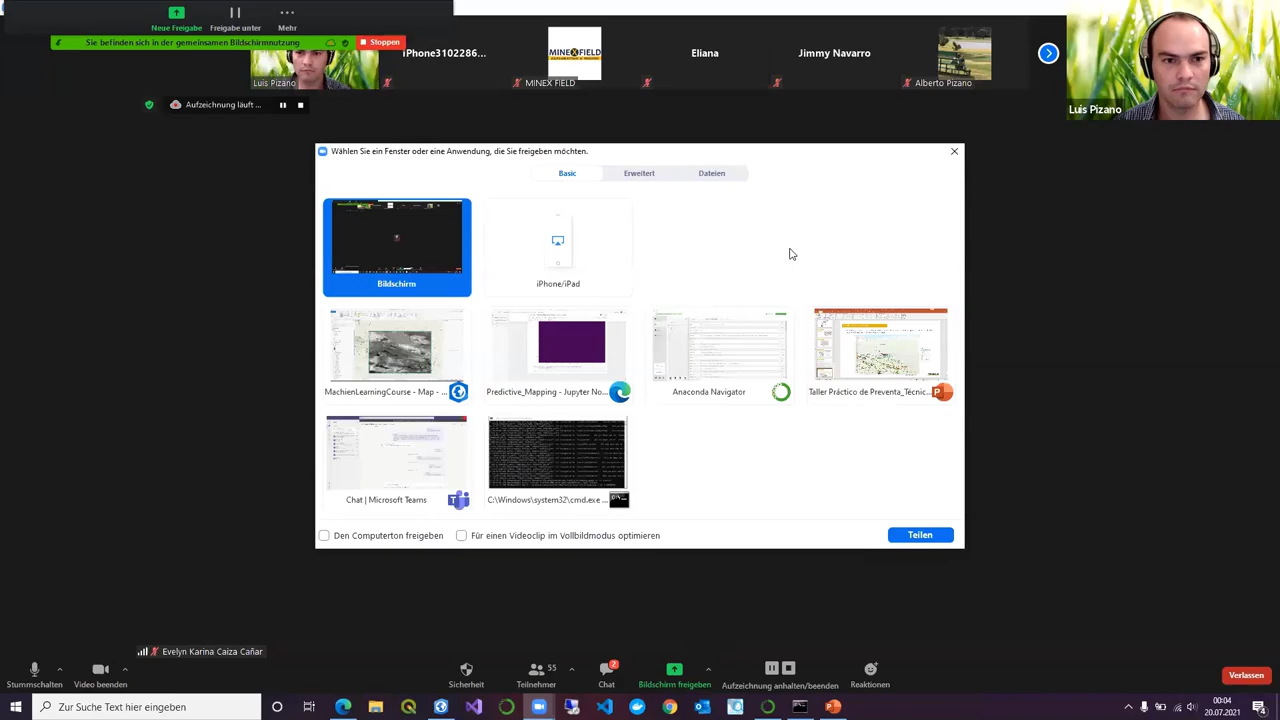 Neue Freigabe
Freigabe unter
Mehr
Sie befinden sich in der gemeinsamen Bildschirmnutzung
Stoppen
Luis Pizano
iPhone3102286...
MINEXFIELD
EXPLORATION & MINING
MINEX FIELD
Eliana
Jimmy Navarro
Alberto Pizano
Luis Pizano
Aufzeichnung läuft ...
Wählen Sie ein Fenster oder eine Anwendung, die Sie freigeben möchten.
Basic
Erweitert
Dateien
Bildschirm
iPhone/iPad
MachienLearningCourse - Map - ...
Predictive_Mapping - Jupyter No...
Anaconda Navigator
Taller Práctico de Preventa_Técnic...
Chat | Microsoft Teams
C:\Windows\system32\cmd.exe ...
Den Computerton freigeben
Für einen Videoclip im Vollbildmodus optimieren
Teilen
Evelyn Karina Caiza Cañar
Stummschalten
Video beenden
Sicherheit
55
Teilnehmer
2
Chat
Bildschirm freigeben
Aufzeichnung anhalten/beenden
Reaktionen
Verlassen
Zur Suche Text hier eingeben
00:04
20.07.2021